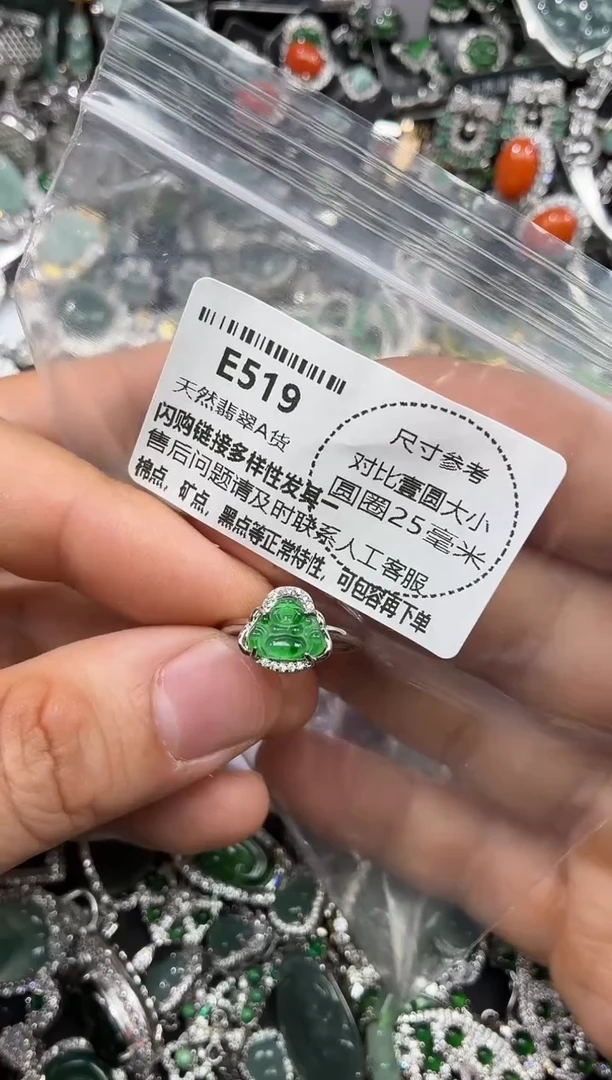 E519
天然翡翠A货
闪购链接多样性发其一
售后问题请及时联系人工客服
棉点，矿点，黑点等正常特性，可包容再下单
尺寸参考
对比壹圆大小
圆圈25毫米